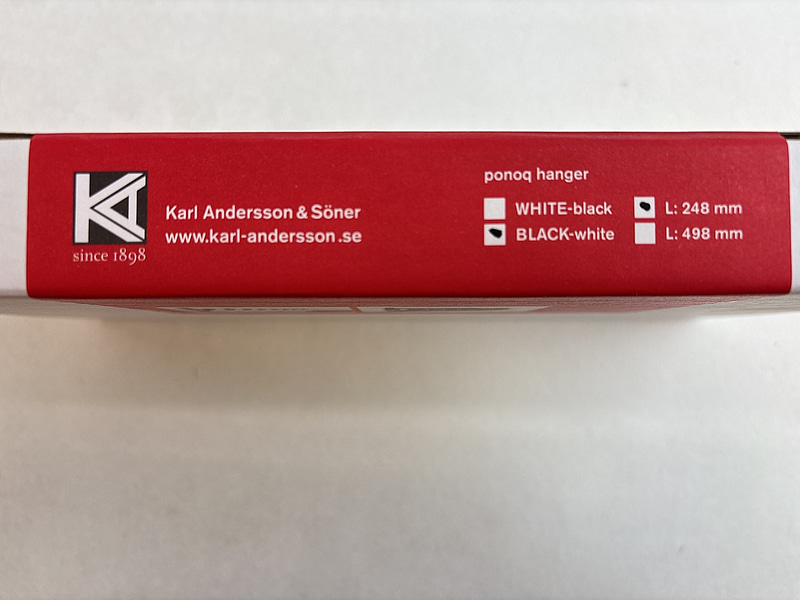 KA
since 1898
Karl Andersson & Söner
www.karl-andersson.se
ponoq hanger
WHITE-black
L: 248 mm
BLACK-white
L: 498 mm